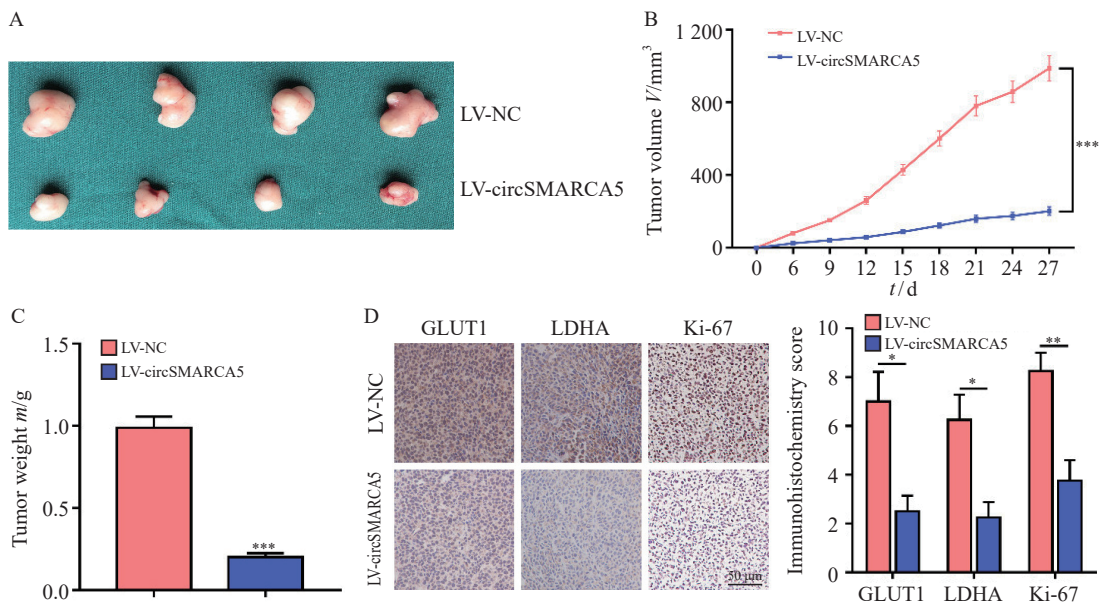 A
LV-NC
LV-circSMARCA5
B
Tumor volume V/mm³
1 200
800
400
0
LV-NC
LV-circSMARCA5
***
0 6 9 12 15 18 21 24 27
t/d
C
Tumor weight m/g
1.5
1.0
0.5
0.0
LV-NC
LV-circSMARCA5
***
D
GLUT1 LDHA Ki-67
LV-NC
LV-circSMARCA5
50 μm
Immunohistochemistry score
10
8
6
4
2
0
LV-NC
LV-circSMARCA5
* * **
GLUT1 LDHA Ki-67